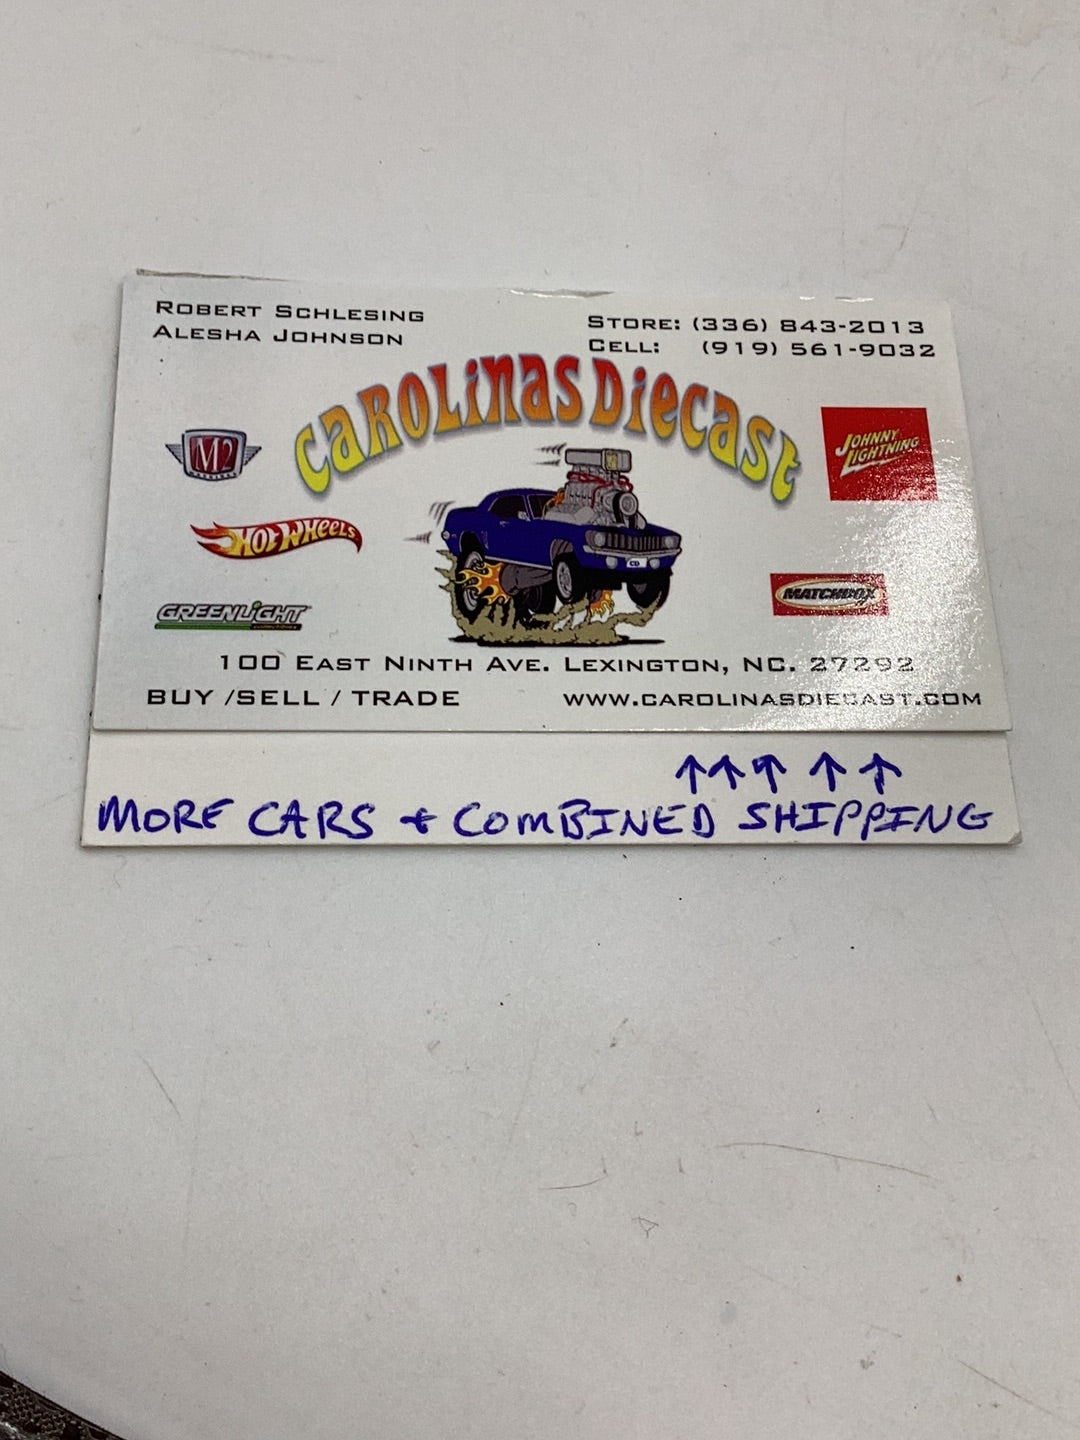 ROBERT SCHLESING
ALESHA JOHNSON
STORE: (336) 843-2013
CELL: (919) 561-9032
CAROLINAS DIECAST
M2
JOHNNY LIGHTNING
HOT WHEELS
GREENLIGHT
CD
MATCHBOX
100 EAST NINTH AVE. LEXINGTON, NC. 27292
BUY /SELL / TRADE
WWW.CAROLINASDIECAST.COM
↑↑↑ ↑↑
MORE CARS + COMBINED SHIPPING